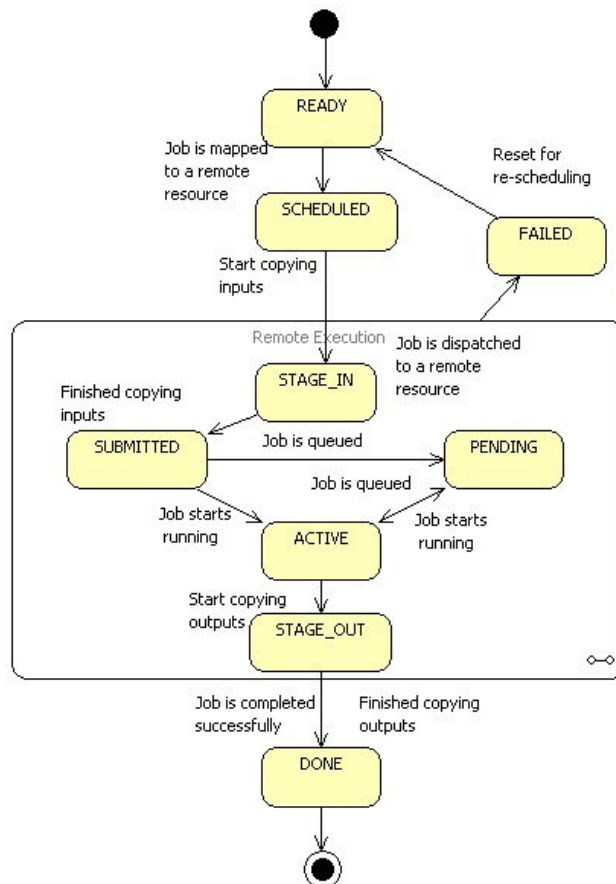 READY
Job is mapped
to a remote
resource
Reset for
re-scheduling
SCHEDULED
FAILED
Start copying
inputs
Remote Execution
Job is dispatched
to a remote
resource
STAGE_IN
Finished copying
inputs
SUBMITTED
Job is queued
PENDING
Job is queued
Job starts
running
Job starts
running
ACTIVE
Start copying
outputs
STAGE_OUT
Job is completed
successfully
Finished copying
outputs
DONE